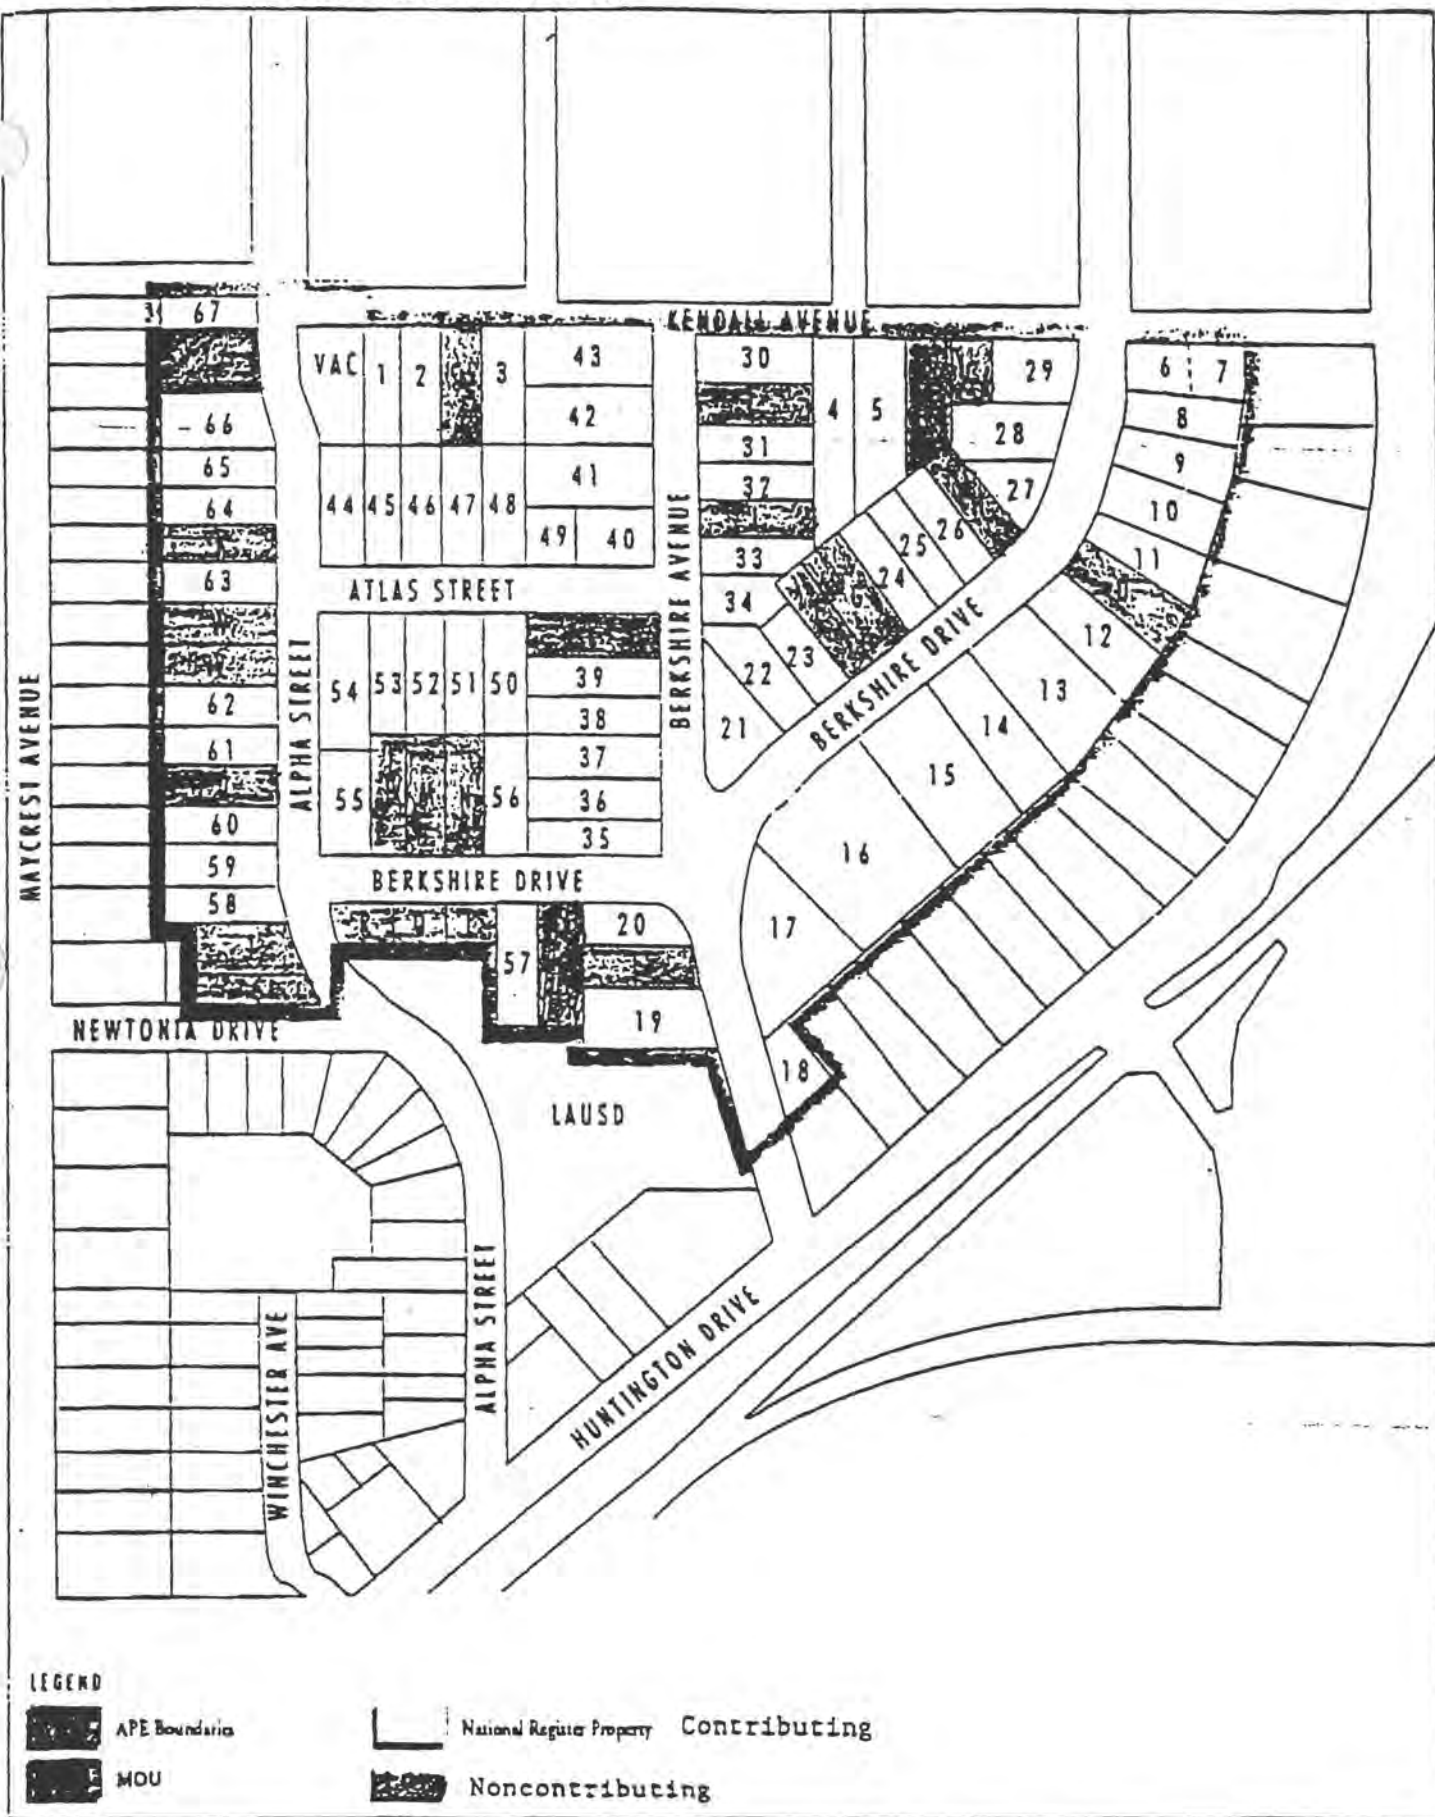 KENDALL AVENUE
67
VAC 1 2 3 43
30 4 5 29 6 7
42
66 31 28 8
65 41 9
64 44 45 46 47 48 32 27 10
49 40 26
33 25 11
63 24
ATLAS STREET
34
BERKSHIRE AVENUE
12
54 53 52 51 50 39 22 23 13
62 38 21 14
61 37 15
55 56 36
60 35 16
MAYCREST AVENUE
ALPHA STREET
BERKSHIRE DRIVE
59
BERKSHIRE DRIVE
58 20 17
57
19
NEWTONIA DRIVE
18
LAUSD
ALPHA STREET
WINCHESTER AVE
HUNTINGTON DRIVE
LEGEND
APE Boundaries
National Register Property Contributing
MOU
Noncontributing